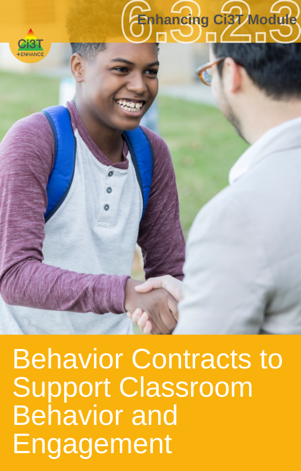 6.3.2.3
Enhancing Ci3T Module
Ci3T
+ENHANCE
Behavior Contracts to
Support Classroom
Behavior and
Engagement